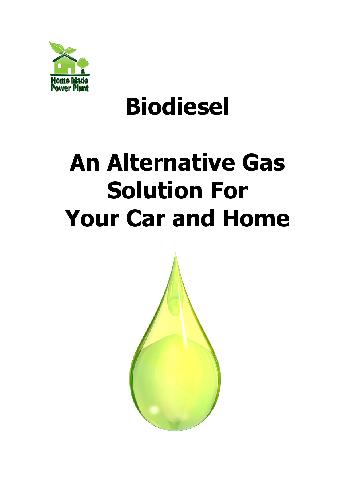 Home Made
Power Plant
Biodiesel
An Alternative Gas
Solution For
Your Car and Home